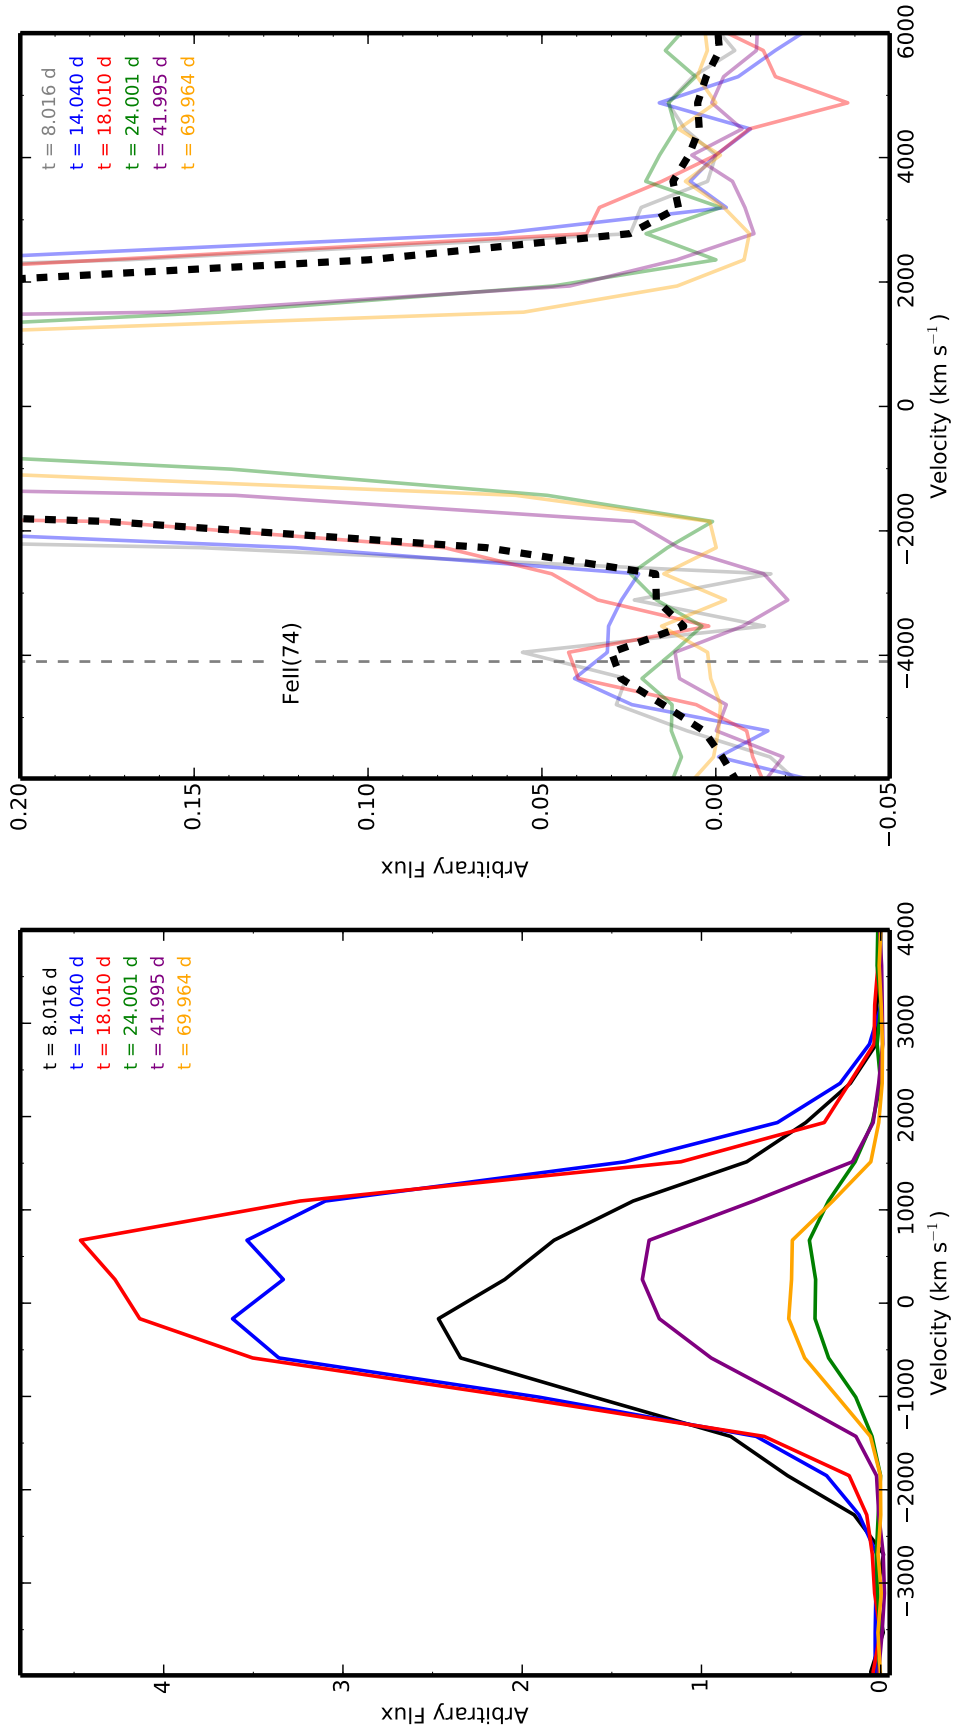 4
3
2
1
0
Arbitrary Flux
−3000
−2000
−1000
0
1000
2000
3000
4000
Velocity (km s⁻¹)
t = 8.016 d
t = 14.040 d
t = 18.010 d
t = 24.001 d
t = 41.995 d
t = 69.964 d
0.20
0.15
0.10
0.05
0.00
−0.05
Arbitrary Flux
−4000
−2000
0
2000
4000
6000
Velocity (km s⁻¹)
FeII(74)
t = 8.016 d
t = 14.040 d
t = 18.010 d
t = 24.001 d
t = 41.995 d
t = 69.964 d